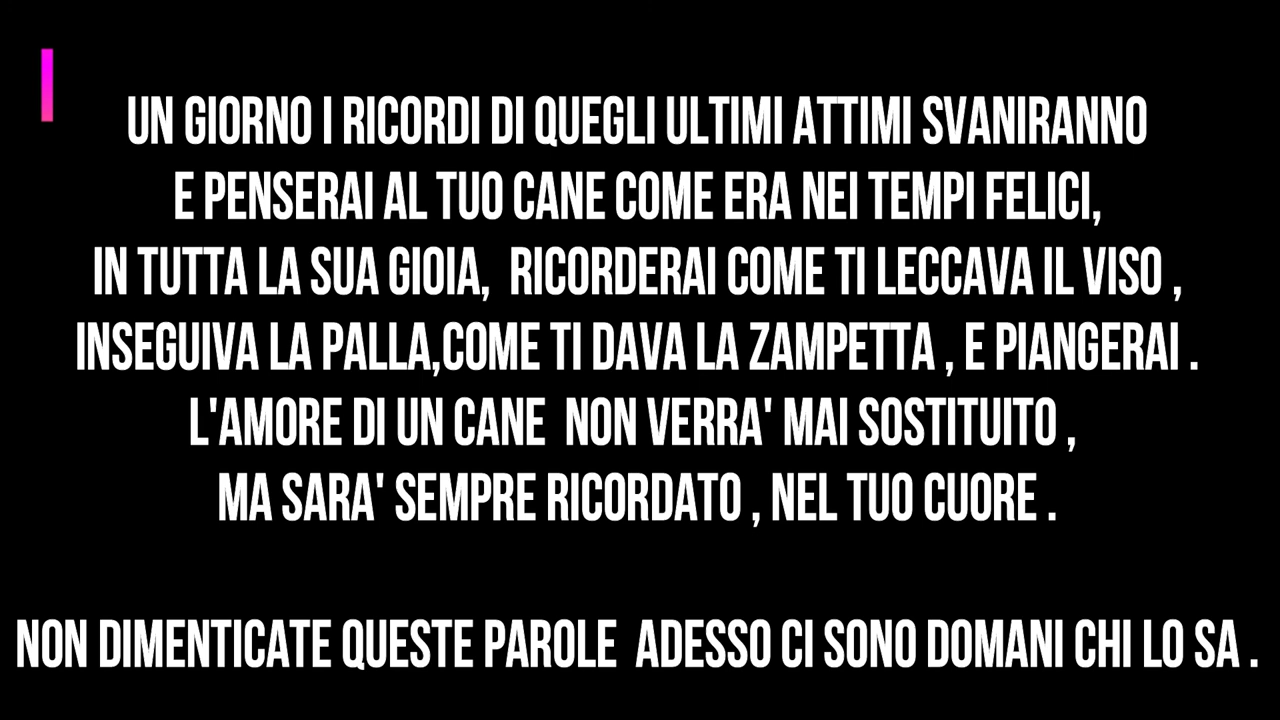 UN GIORNO I RICORDI DI QUEGLI ULTIMI ATTIMI SVANIRANNO
E PENSERAI AL TUO CANE COME ERA NEI TEMPI FELICI,
IN TUTTA LA SUA GIOIA,  RICORDERAI COME TI LECCAVA IL VISO ,
INSEGUIVA LA PALLA,COME TI DAVA LA ZAMPETTA , E PIANGERAI .
L'AMORE DI UN CANE  NON VERRA' MAI SOSTITUITO ,
MA SARA' SEMPRE RICORDATO , NEL TUO CUORE .
NON DIMENTICATE QUESTE PAROLE  ADESSO CI SONO DOMANI CHI LO SA .